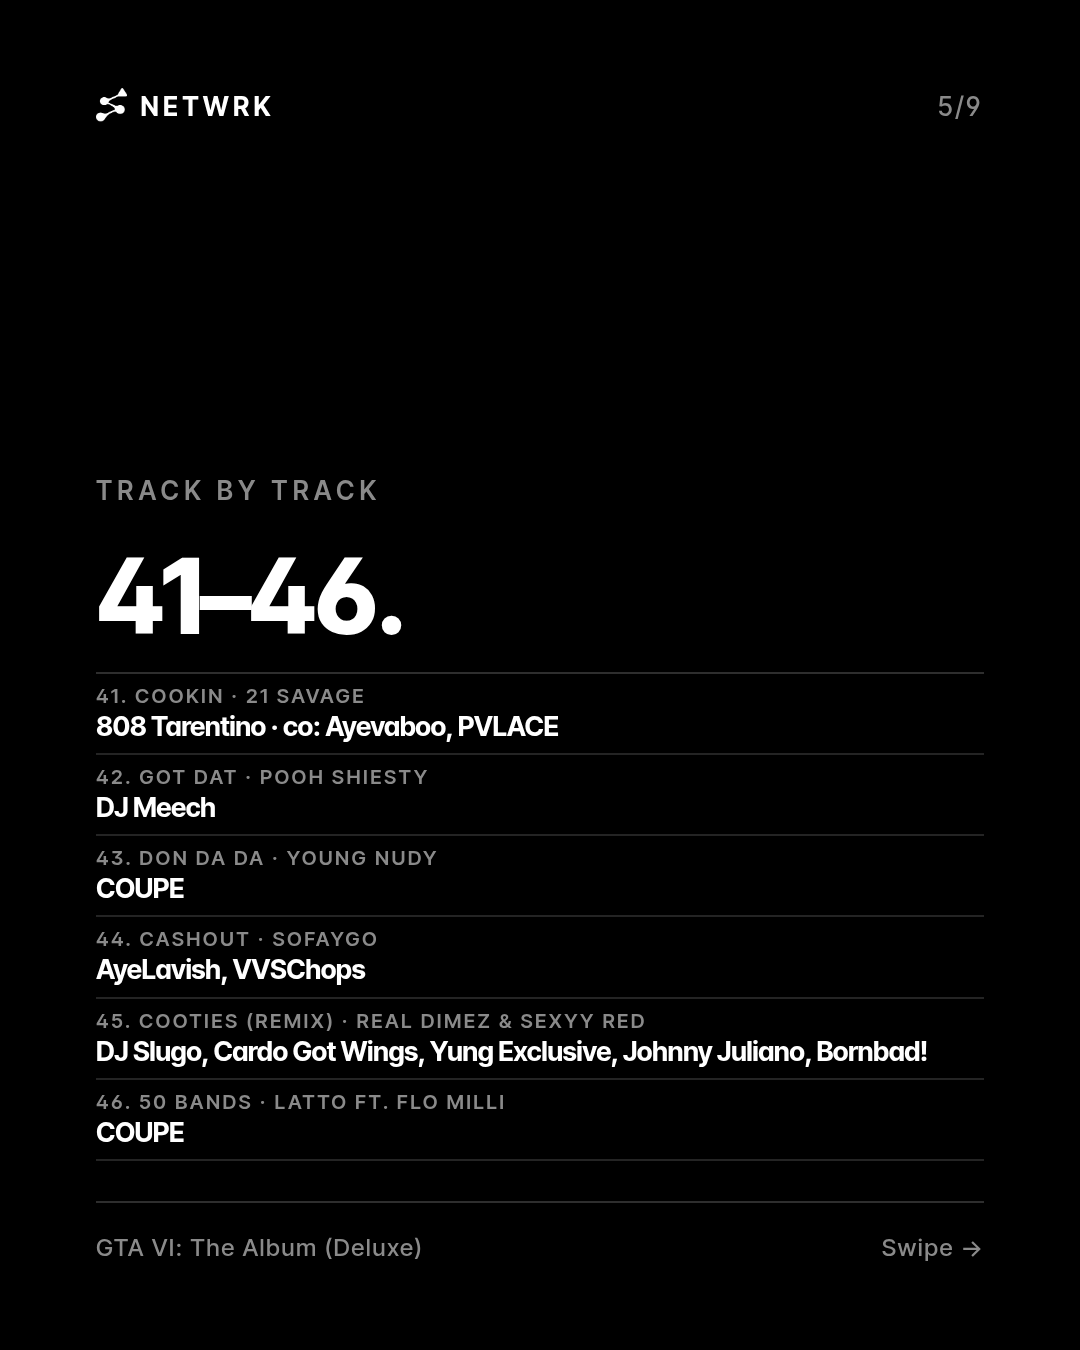 NETWRK
5/9
TRACK BY TRACK
41–46.
41. COOKIN · 21 SAVAGE
808 Tarentino · co: Ayevaboo, PVLACE
42. GOT DAT · POOH SHIESTY
DJ Meech
43. DON DA DA · YOUNG NUDY
COUPE
44. CASHOUT · SOFAYGO
AyeLavish, VVSChops
45. COOTIES (REMIX) · REAL DIMEZ & SEXYY RED
DJ Slugo, Cardo Got Wings, Yung Exclusive, Johnny Juliano, Bornbad!
46. 50 BANDS · LATTO FT. FLO MILLI
COUPE
GTA VI: The Album (Deluxe)
Swipe →